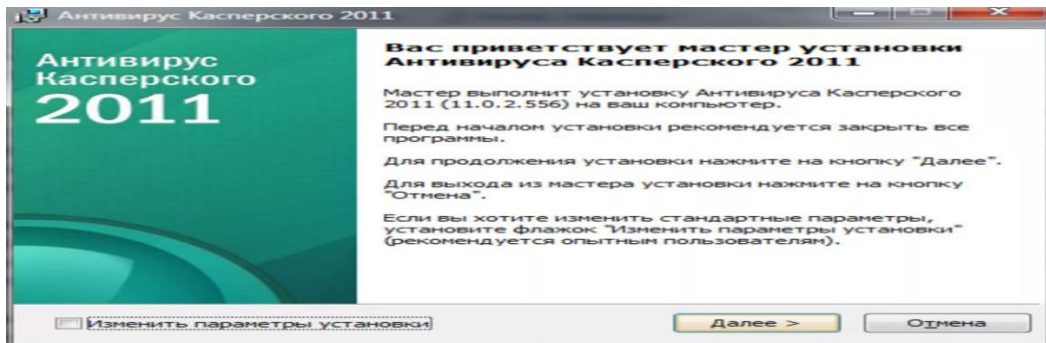 Антивирус Касперского 2011
Антивирус
Касперского
2011
Вас приветствует мастер установки
Антивируса Касперского 2011
Мастер выполнит установку Антивируса Касперского
2011 (11.0.2.556) на ваш компьютер.
Перед началом установки рекомендуется закрыть все
программы.
Для продолжения установки нажмите на кнопку "Далее".
Для выхода из мастера установки нажмите на кнопку
"Отмена".
Если вы хотите изменить стандартные параметры,
установите флажок "Изменить параметры установки"
(рекомендуется опытным пользователям).
Изменить параметры установки
Далее >
Отмена